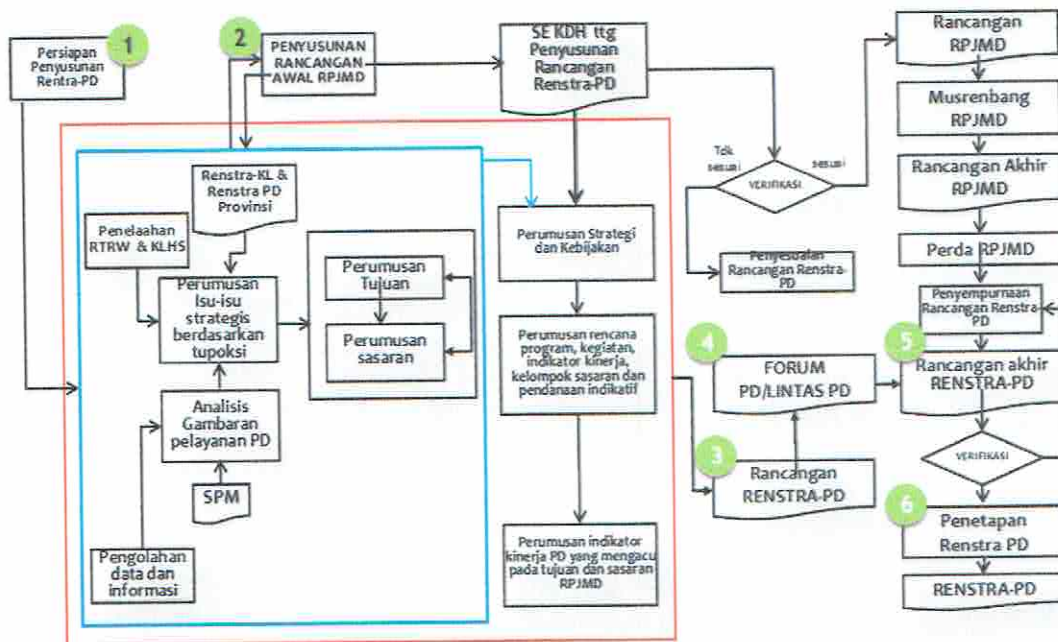 1
Persiapan
Penyusunan
Rentra-PD
2
PENYUSUNAN
RANCANGAN
AWAL RPJMD
SE KDH ttg
Penyusunan
Rancangan
Renstra-PD
Rancangan
RPJMD
Musrenbang
RPJMD
Rancangan Akhir
RPJMD
Perda RPJMD
Penyempurnaan
Rancangan Renstra-
PD
Tdk
sesuai
sesuai
VERIFIKASI
Penyesuaian
Rancangan Renstra-
PD
Renstra-KL &
Renstra PD
Provinsi
Penelaahan
RTRW & KLHS
Perumusan
Isu-isu
strategis
berdasarkan
tupoksi
Perumusan
Tujuan
Perumusan
sasaran
Analisis
Gambaran
pelayanan PD
SPM
Pengolahan
data dan
informasi
Perumusan Strategi
dan Kebijakan
Perumusan rencana
program, kegiatan,
indikator kinerja,
kelompok sasaran dan
pendanaan indikatif
Perumusan indikator
kinerja PD yang mengacu
pada tujuan dan sasaran
RPJMD
3
Rancangan
RENSTRA-PD
4
FORUM
PD/LINTAS PD
5
Rancangan akhir
RENSTRA-PD
VERIFIKASI
6
Penetapan
Renstra PD
RENSTRA-PD